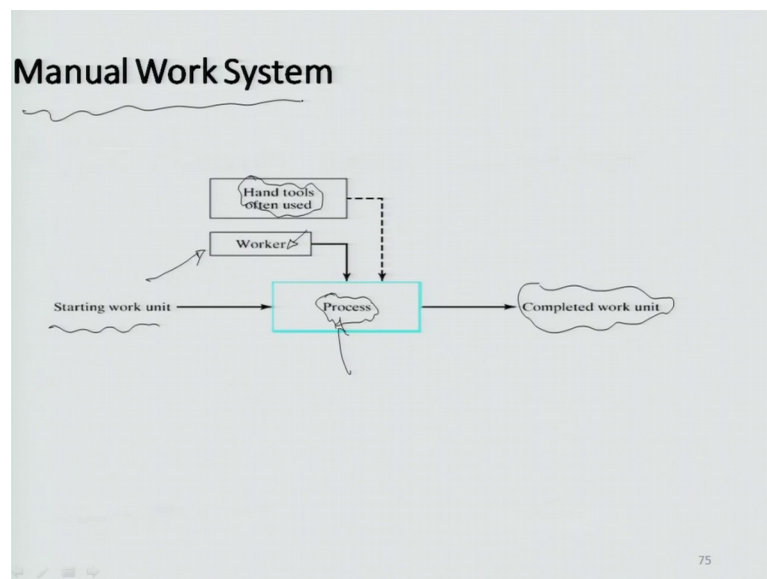 Manual Work System
Hand tools
often used
Worker
Starting work unit
Process
Completed work unit
75